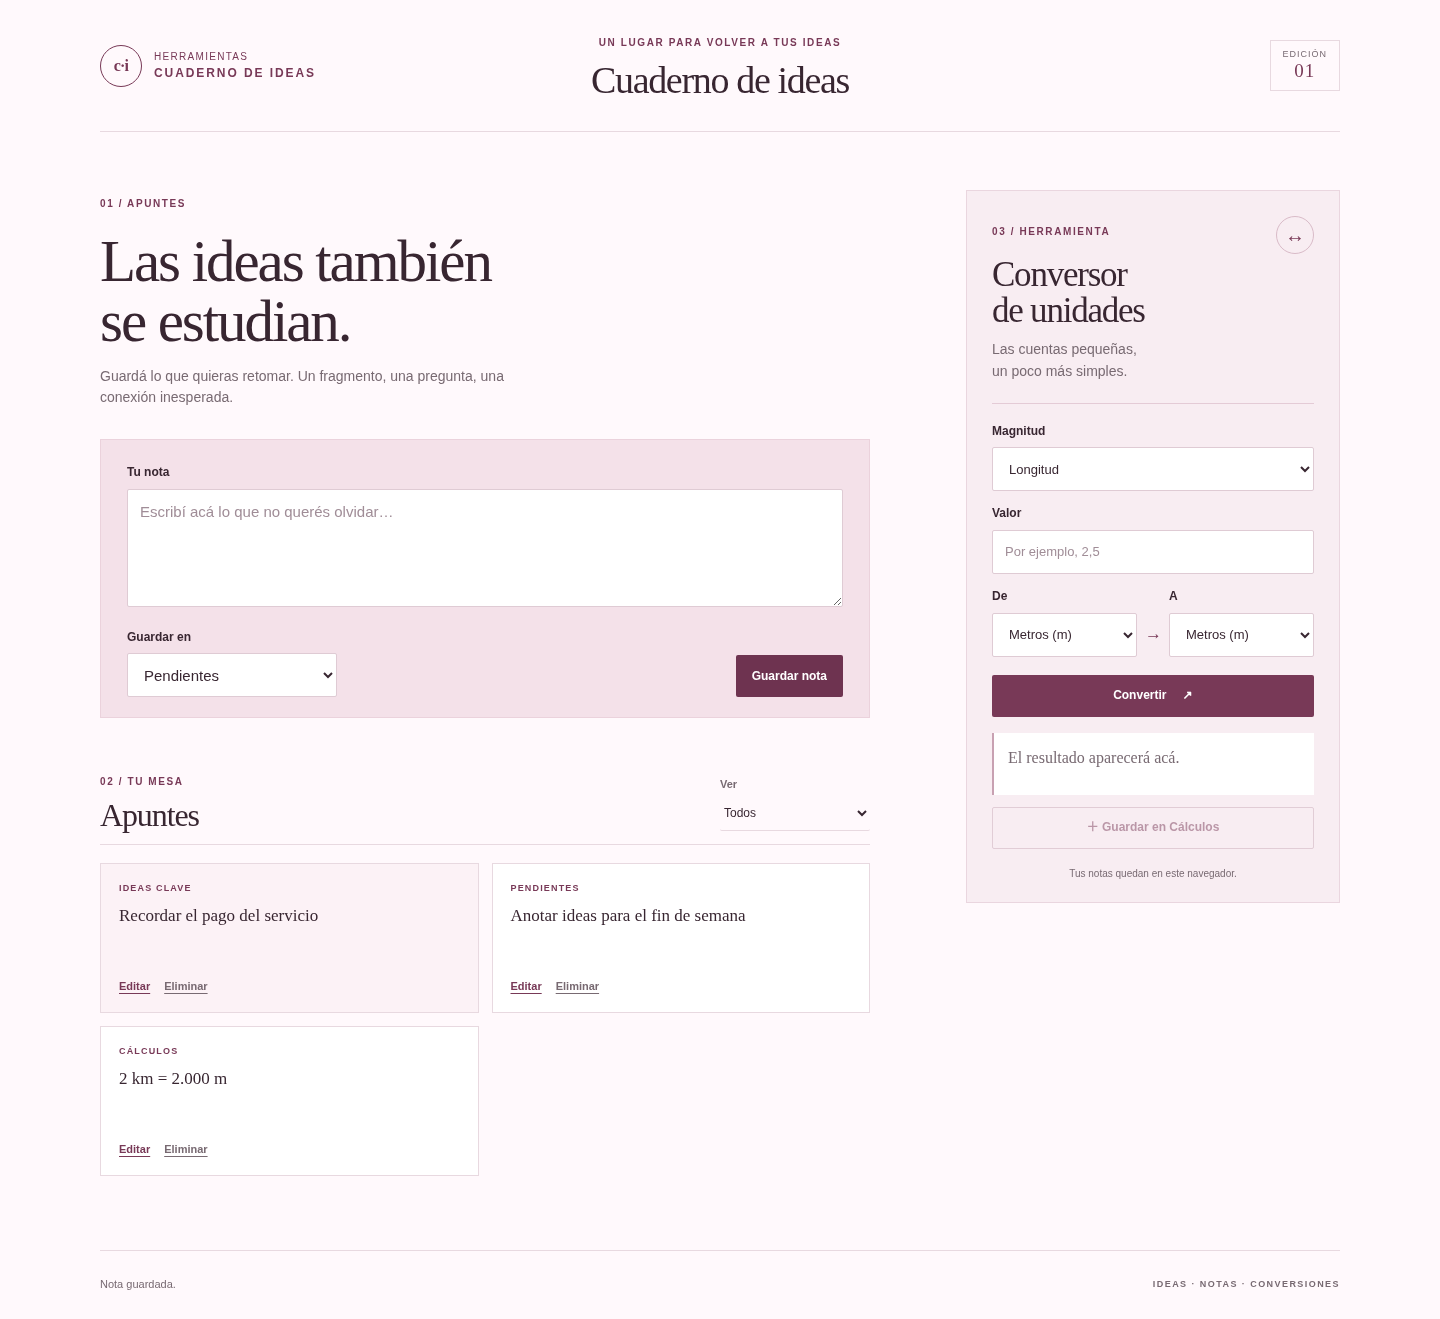 c·i
HERRAMIENTAS
CUADERNO DE IDEAS
UN LUGAR PARA VOLVER A TUS IDEAS
Cuaderno de ideas
EDICIÓN
01
01 / APUNTES
Las ideas también
se estudian.
Guardá lo que quieras retomar. Un fragmento, una pregunta, una
conexión inesperada.
Tu nota
Escribí acá lo que no querés olvidar…
Guardar en
Pendientes
Guardar nota
02 / TU MESA
Apuntes
Ver
Todos
IDEAS CLAVE
Recordar el pago del servicio
Editar Eliminar
PENDIENTES
Anotar ideas para el fin de semana
Editar Eliminar
CÁLCULOS
2 km = 2.000 m
Editar Eliminar
03 / HERRAMIENTA
↔
Conversor
de unidades
Las cuentas pequeñas,
un poco más simples.
Magnitud
Longitud
Valor
Por ejemplo, 2,5
De A
Metros (m) → Metros (m)
Convertir ↗
El resultado aparecerá acá.
+ Guardar en Cálculos
Tus notas quedan en este navegador.
Nota guardada.
IDEAS · NOTAS · CONVERSIONES